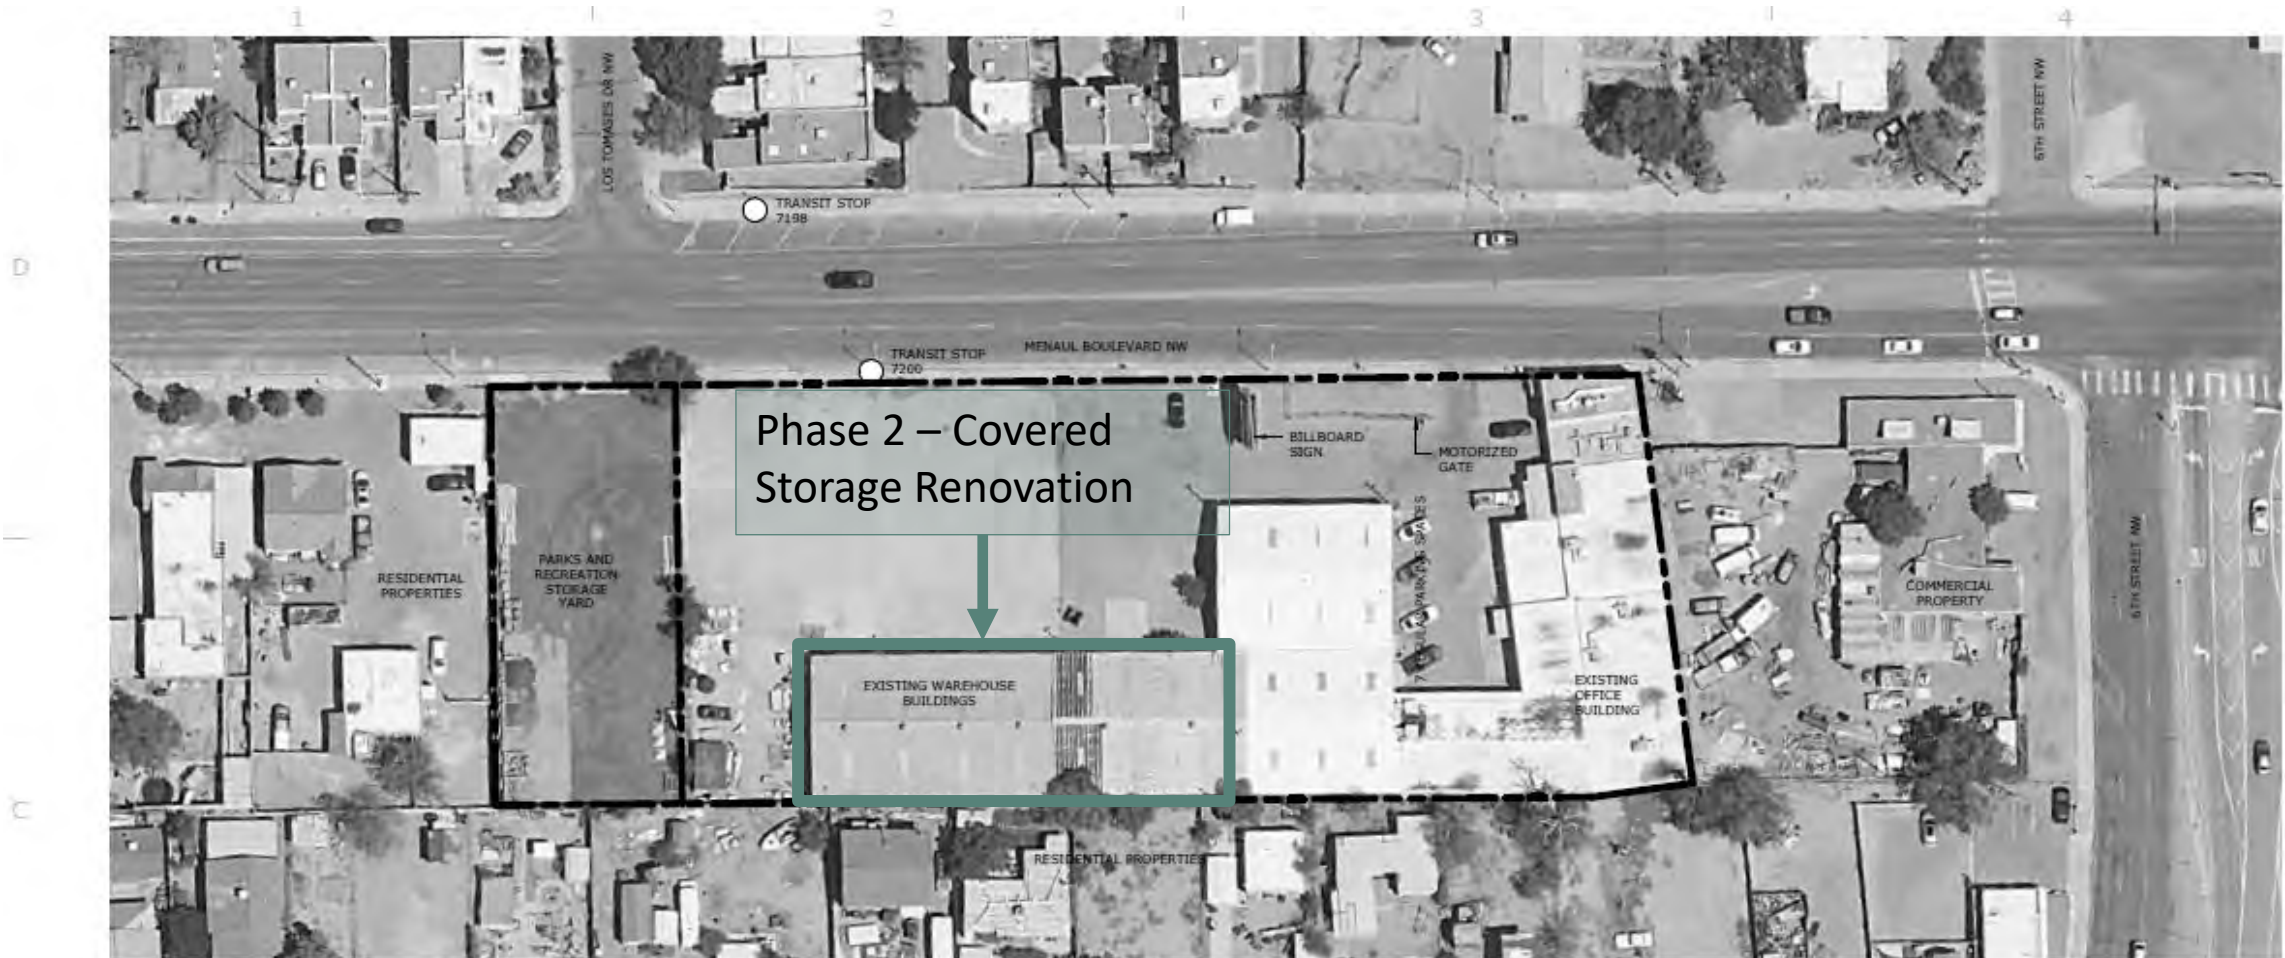 1
2
3
4
LOS TOMASES DR NW
6TH STREET NW
TRANSIT STOP
7198
D
TRANSIT STOP
7200
MENAUL BOULEVARD NW
Phase 2 – Covered
Storage Renovation
BILLBOARD
SIGN
MOTORIZED
GATE
PARKING SPACES
RESIDENTIAL
PROPERTIES
PARKS AND
RECREATION
STORAGE
YARD
COMMERCIAL
PROPERTY
6TH STREET NW
EXISTING WAREHOUSE
BUILDINGS
EXISTING
OFFICE
BUILDING
C
RESIDENTIAL PROPERTIES